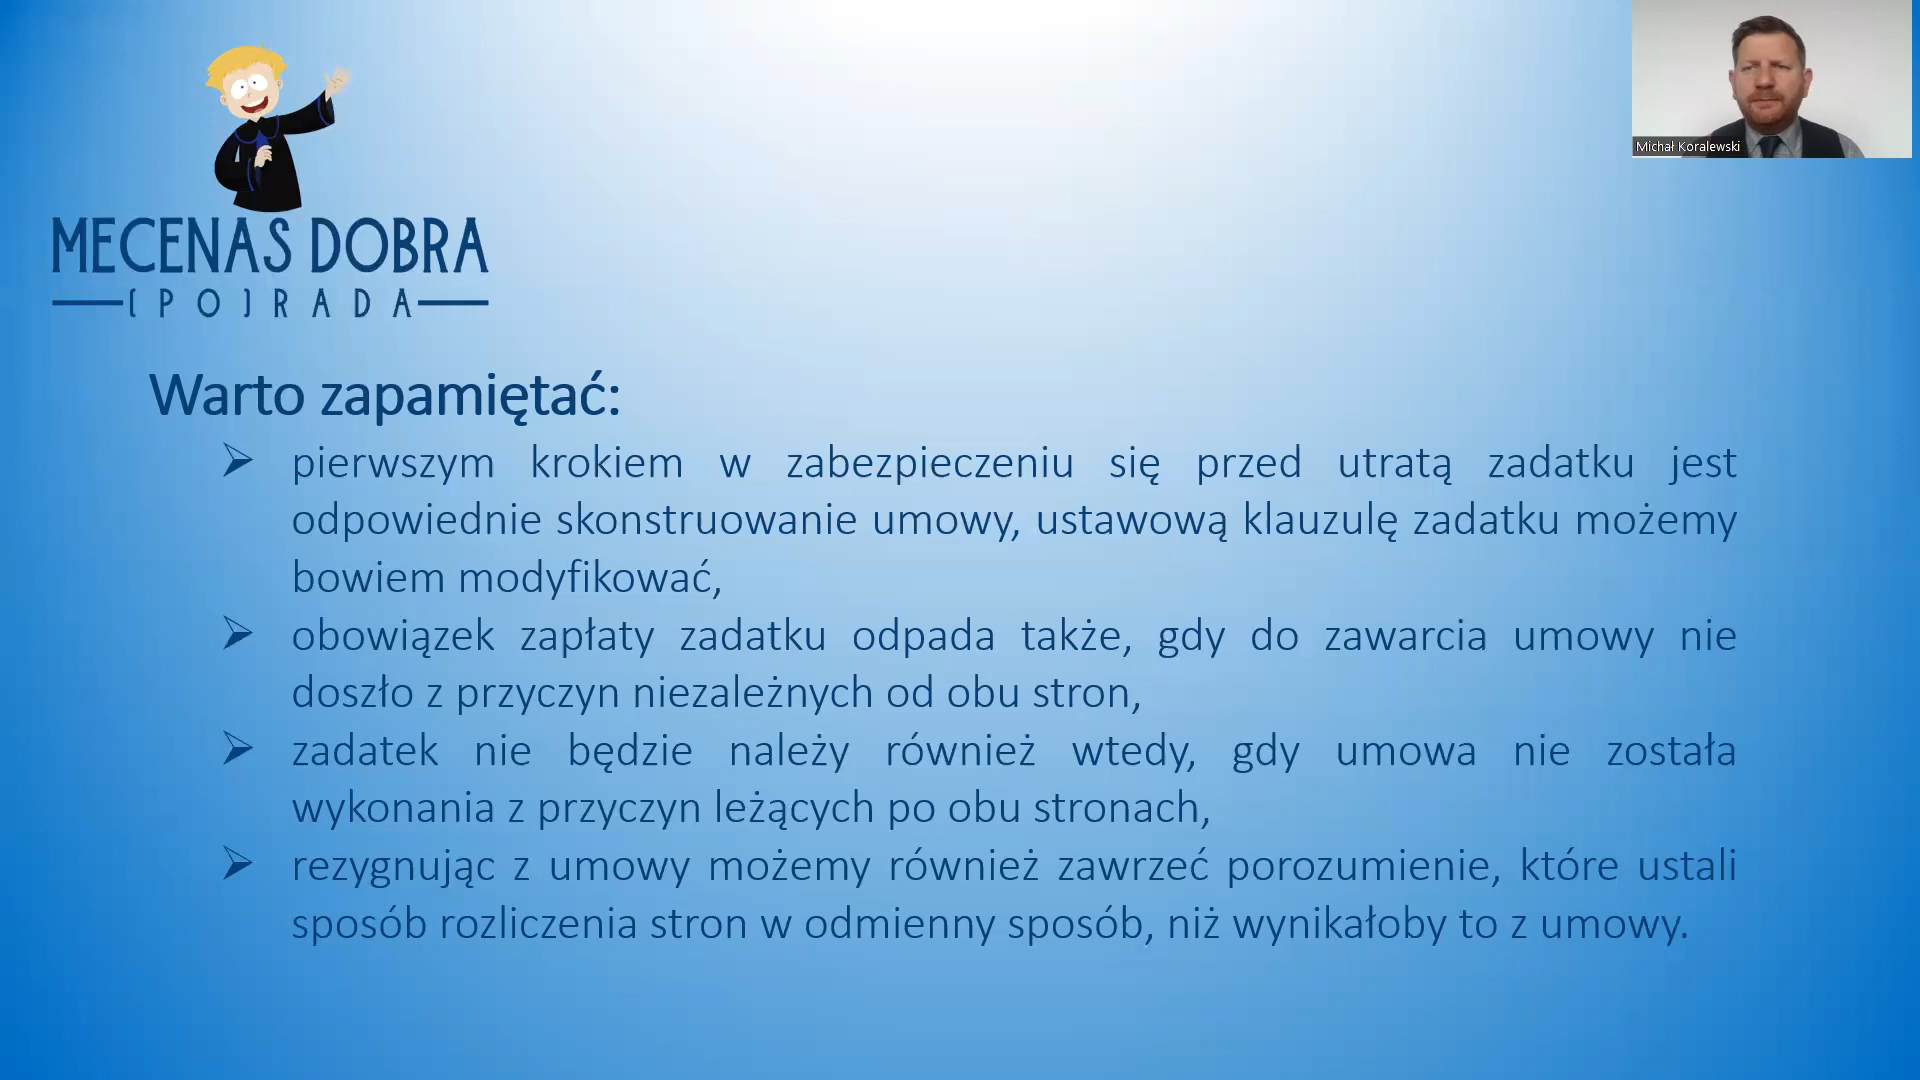 Michał Koralewski
MECENAS DOBRA
(PO)RADA
Warto zapamiętać:
pierwszym krokiem w zabezpieczeniu się przed utratą zadatku jest
odpowiednie skonstruowanie umowy, ustawową klauzulę zadatku możemy
bowiem modyfikować,
obowiązek zapłaty zadatku odpada także, gdy do zawarcia umowy nie
doszło z przyczyn niezależnych od obu stron,
zadatek nie będzie należy również wtedy, gdy umowa nie została
wykonania z przyczyn leżących po obu stronach,
rezygnując z umowy możemy również zawrzeć porozumienie, które ustali
sposób rozliczenia stron w odmienny sposób, niż wynikałoby to z umowy.